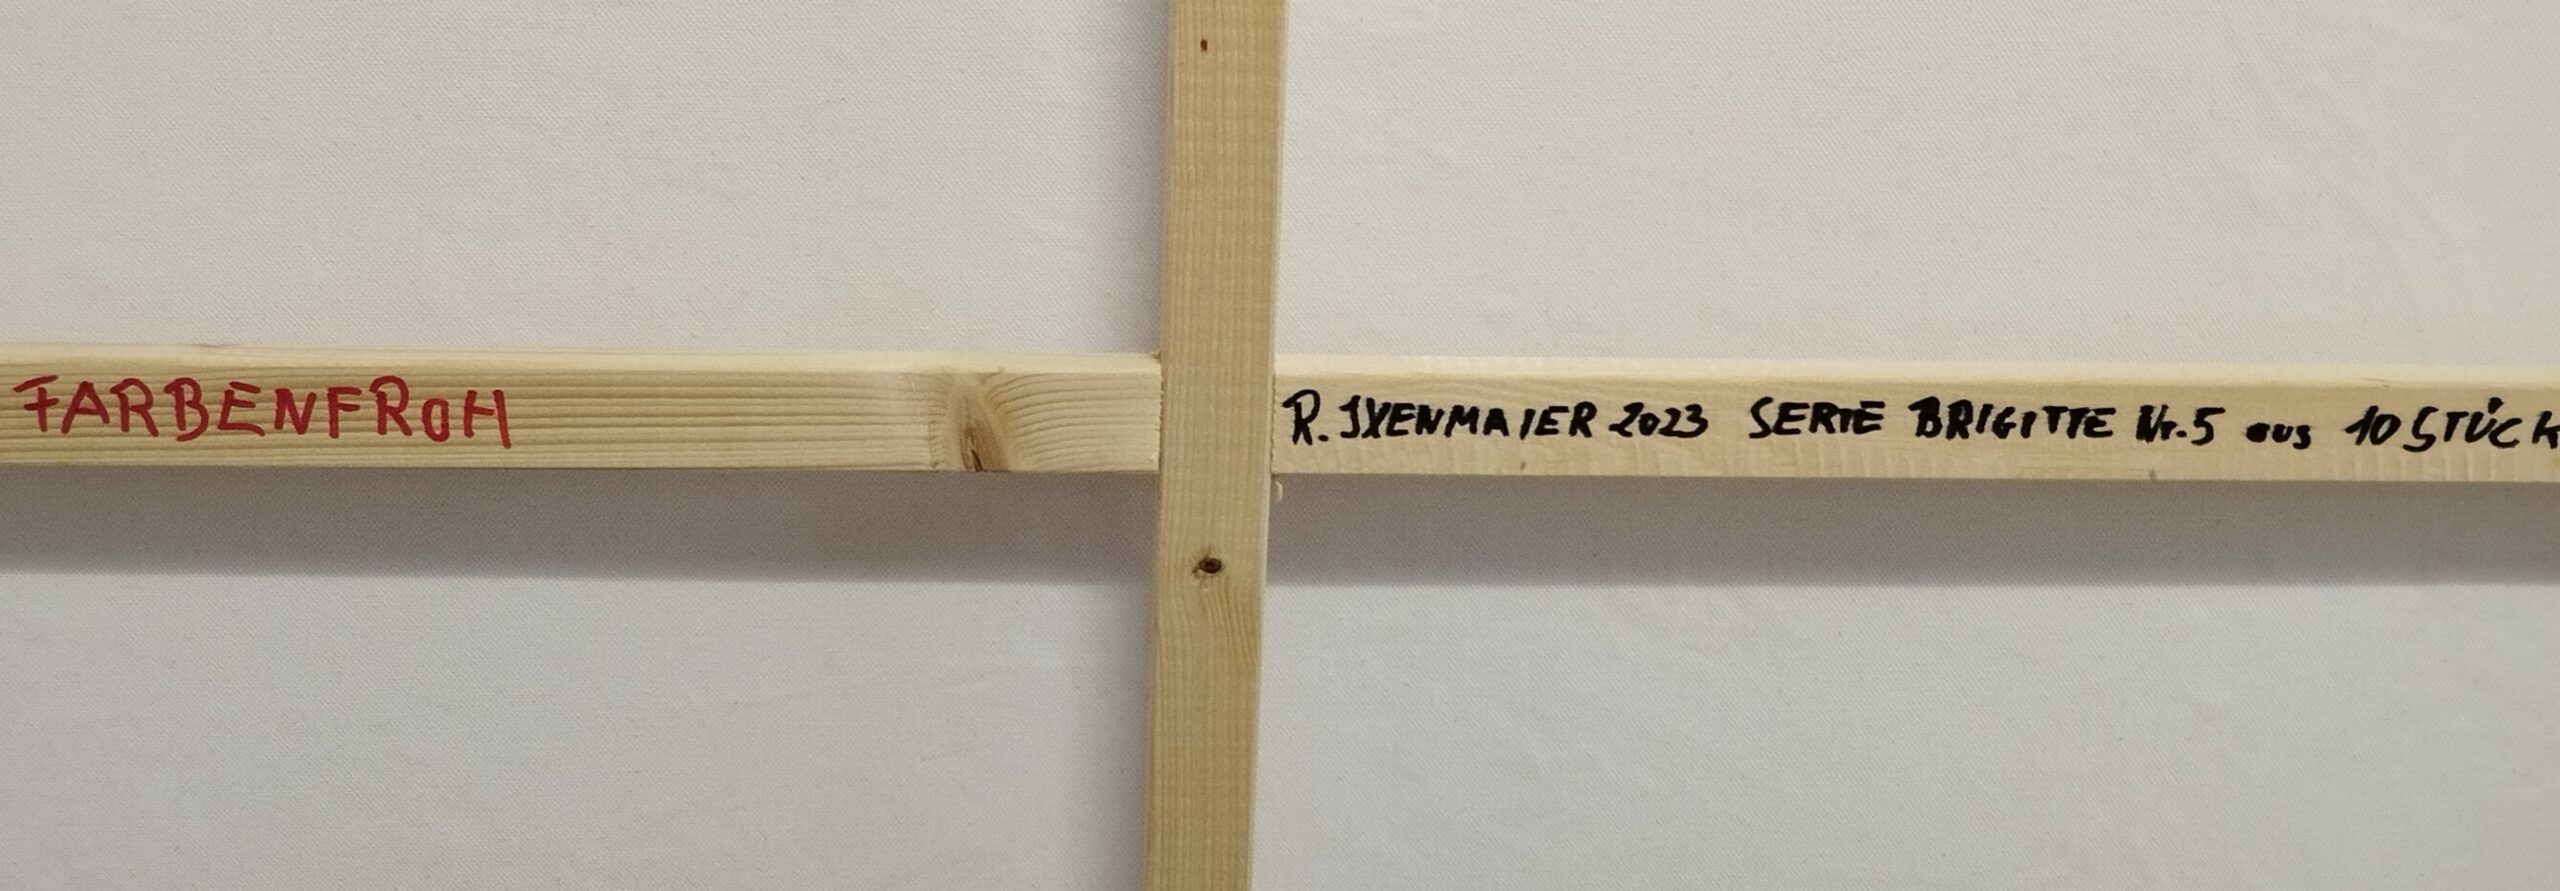 FARBENFROH
R. IXENMAIER 2023 SERIE BRIGITTE Nr. 5 aus 10 STÜCK